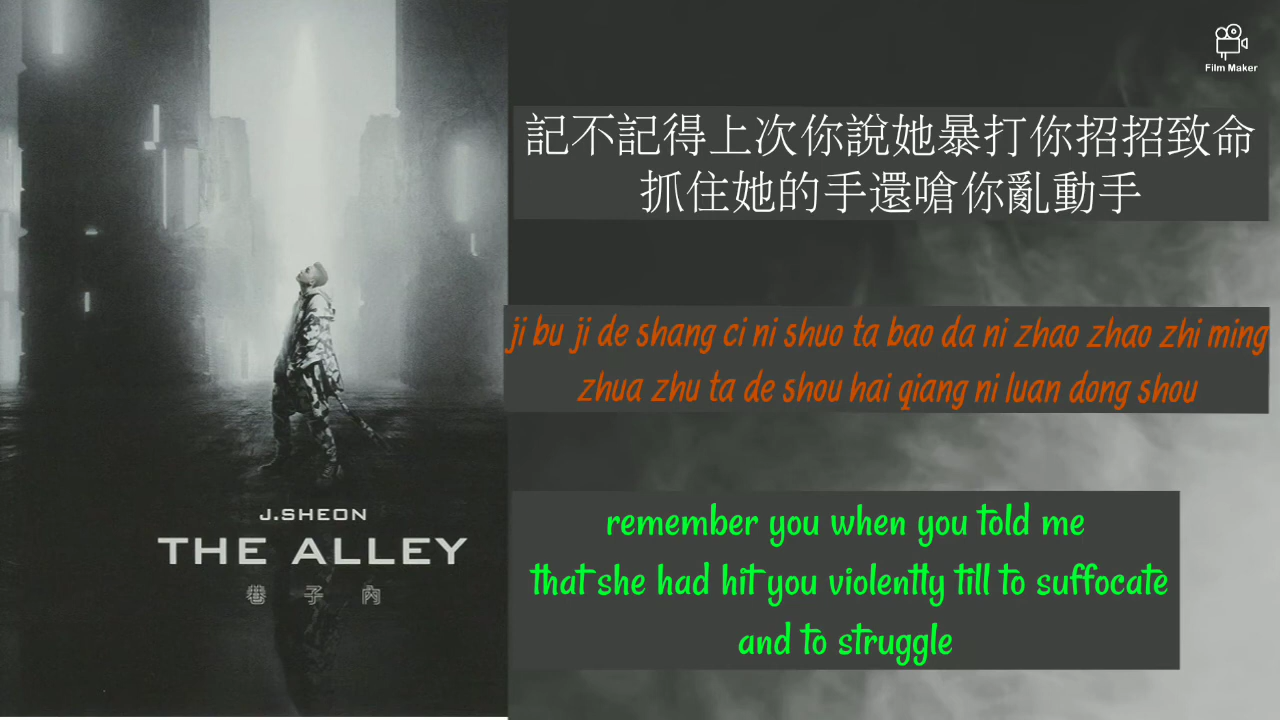 Film Maker
記不記得上次你說她暴打你招招致命
抓住她的手還嗆你亂動手
ji bu ji de shang ci ni shuo ta bao da ni zhao zhao zhi ming
zhua zhu ta de shou hai qiang ni luan dong shou
remember you when you told me
that she had hit you violently till to suffocate
and to struggle
J.SHEON
THE ALLEY
巷子內